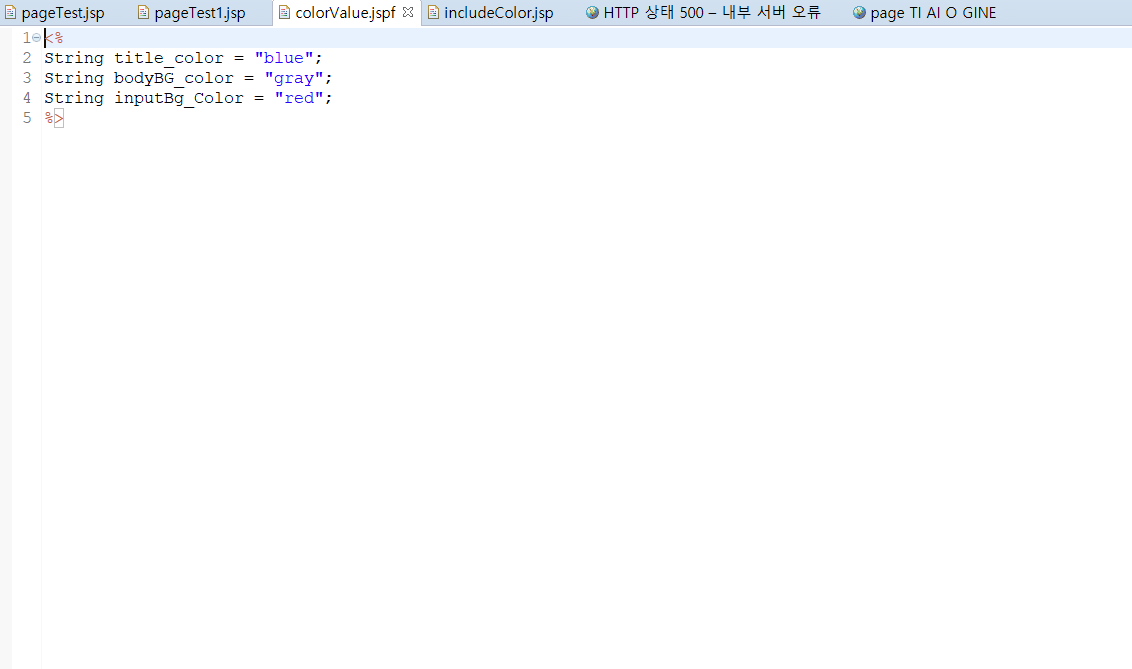 pageTest.jsp pageTest1.jsp colorValue.jspf includeColor.jsp HTTP 상태 500 – 내부 서버 오류 page TI AI O GINE
1 <%
2 String title_color = "blue";
3 String bodyBG_color = "gray";
4 String inputBg_Color = "red";
5 %>